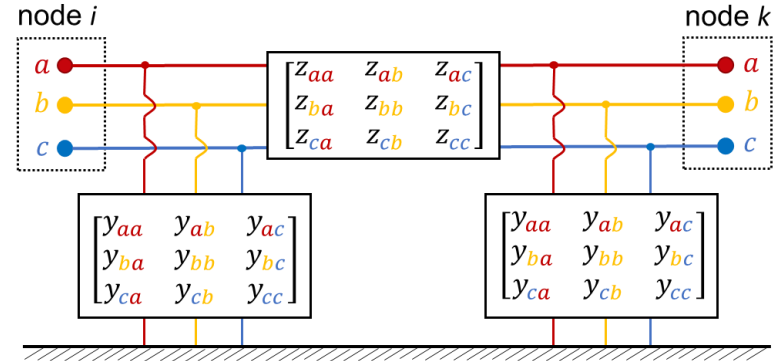 node i
node k
a
b
c
z_aa z_ab z_ac
z_ba z_bb z_bc
z_ca z_cb z_cc
a
b
c
y_aa y_ab y_ac
y_ba y_bb y_bc
y_ca y_cb y_cc
y_aa y_ab y_ac
y_ba y_bb y_bc
y_ca y_cb y_cc